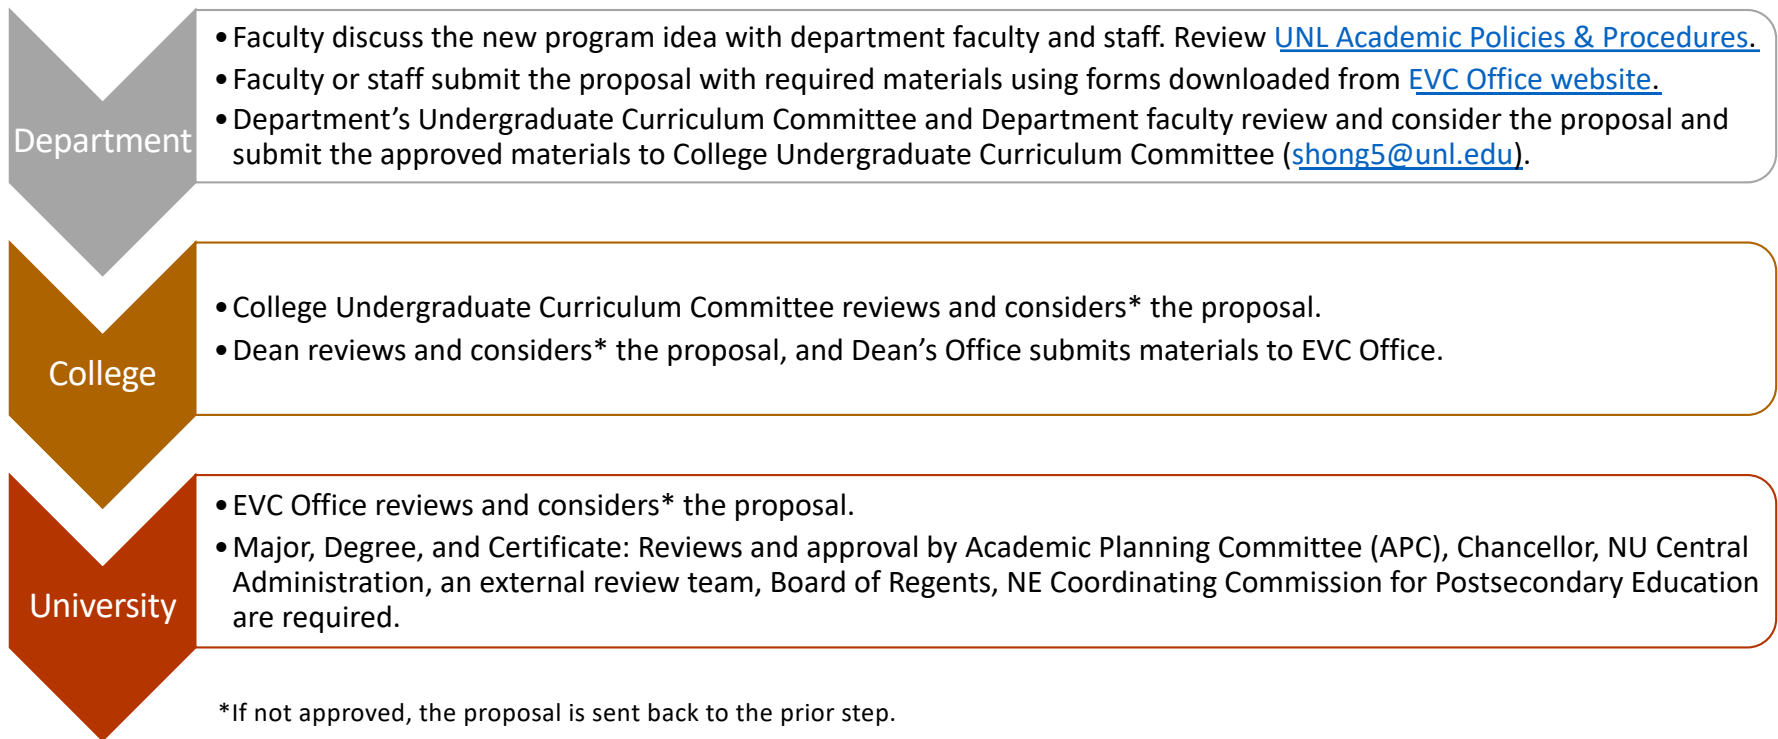 Department
•Faculty discuss the new program idea with department faculty and staff. Review UNL Academic Policies & Procedures.
•Faculty or staff submit the proposal with required materials using forms downloaded from EVC Office website.
•Department’s Undergraduate Curriculum Committee and Department faculty review and consider the proposal and
submit the approved materials to College Undergraduate Curriculum Committee (shong5@unl.edu).
College
•College Undergraduate Curriculum Committee reviews and considers* the proposal.
•Dean reviews and considers* the proposal, and Dean’s Office submits materials to EVC Office.
University
•EVC Office reviews and considers* the proposal.
•Major, Degree, and Certificate: Reviews and approval by Academic Planning Committee (APC), Chancellor, NU Central
Administration, an external review team, Board of Regents, NE Coordinating Commission for Postsecondary Education
are required.
*If not approved, the proposal is sent back to the prior step.